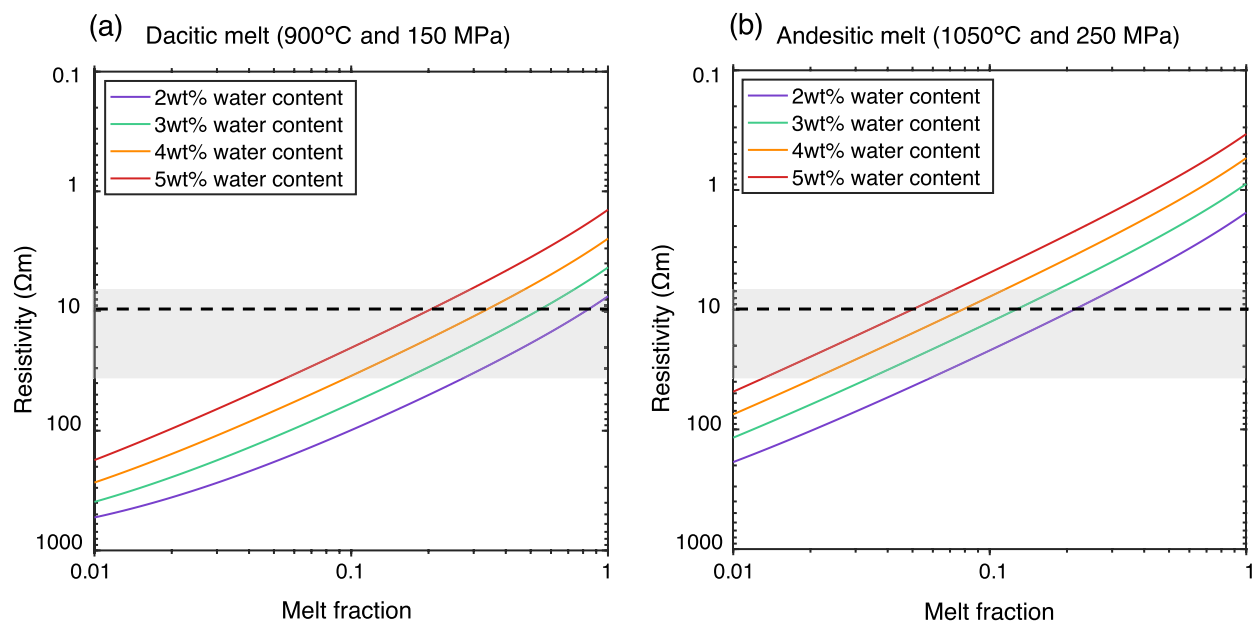 (a)
Dacitic melt (900°C and 150 MPa)
0.1
1
10
100
1000
Resistivity (Ωm)
2wt% water content
3wt% water content
4wt% water content
5wt% water content
0.01
0.1
1
Melt fraction
(b)
Andesitic melt (1050°C and 250 MPa)
0.1
1
10
100
1000
Resistivity (Ωm)
2wt% water content
3wt% water content
4wt% water content
5wt% water content
0.01
0.1
1
Melt fraction